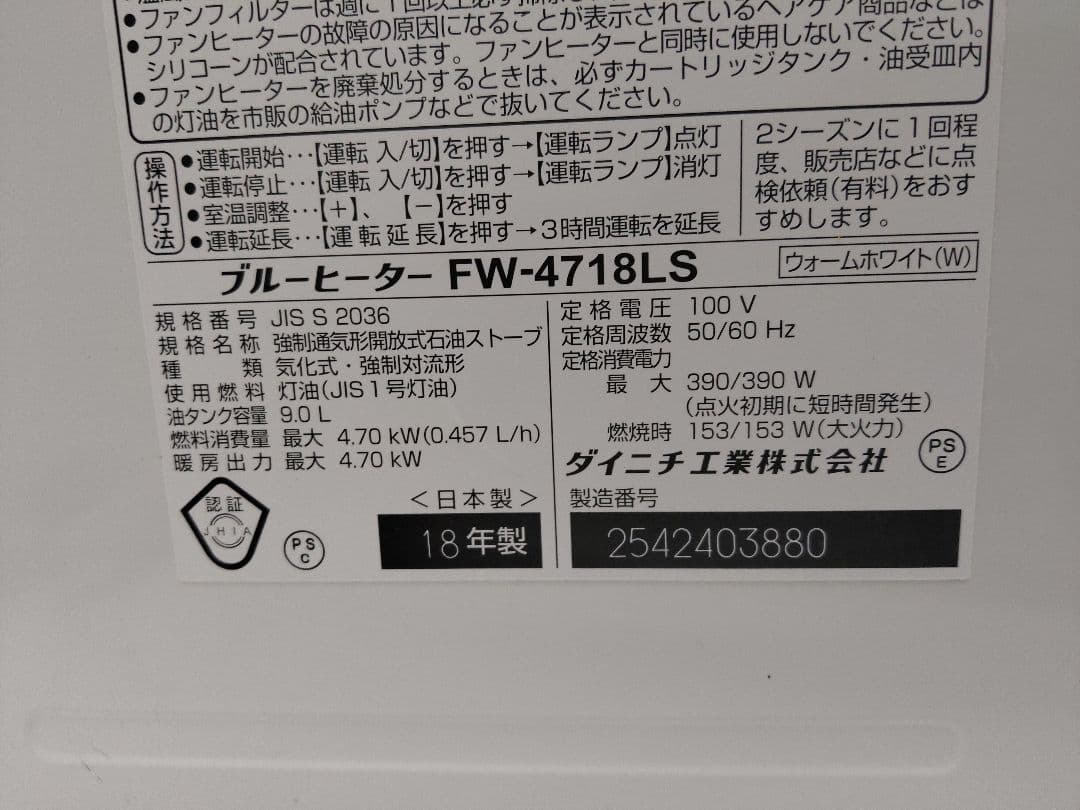 ●ファンフィルターは週に1回以上必ず掃除
●ファンヒーターの故障の原因になることが表示されているヘアケア商品などは
シリコーンが配合されています。ファンヒーターと同時に使用しないでください。
●ファンヒーターを廃棄処分するときは、必ずカートリッジタンク・油受皿内
の灯油を市販の給油ポンプなどで抜いてください。
操作方法
●運転開始…【運転 入/切】を押す→【運転ランプ】点灯
●運転停止…【運転 入/切】を押す→【運転ランプ】消灯
●室温調整…【+】、【−】を押す
●運転延長…【運転延長】を押す→3時間運転を延長
2シーズンに1回程
度、販売店などに点
検依頼(有料)をおす
すめします。
ブルーヒーター FW-4718LS
ウォームホワイト(W)
規格番号 JIS S 2036
規格名称 強制通気形開放式石油ストーブ
種類 気化式・強制対流形
使用燃料 灯油(JIS1号灯油)
油タンク容量 9.0 L
燃料消費量 最大 4.70 kW(0.457 L/h)
暖房出力 最大 4.70 kW
定格電圧 100 V
定格周波数 50/60 Hz
定格消費電力
最大 390/390 W
(点火初期に短時間発生)
燃焼時 153/153 W(大火力)
ダイニチ工業株式会社
PS
E
認証
JHIA
PS
C
<日本製>
18年製
製造番号
2542403880